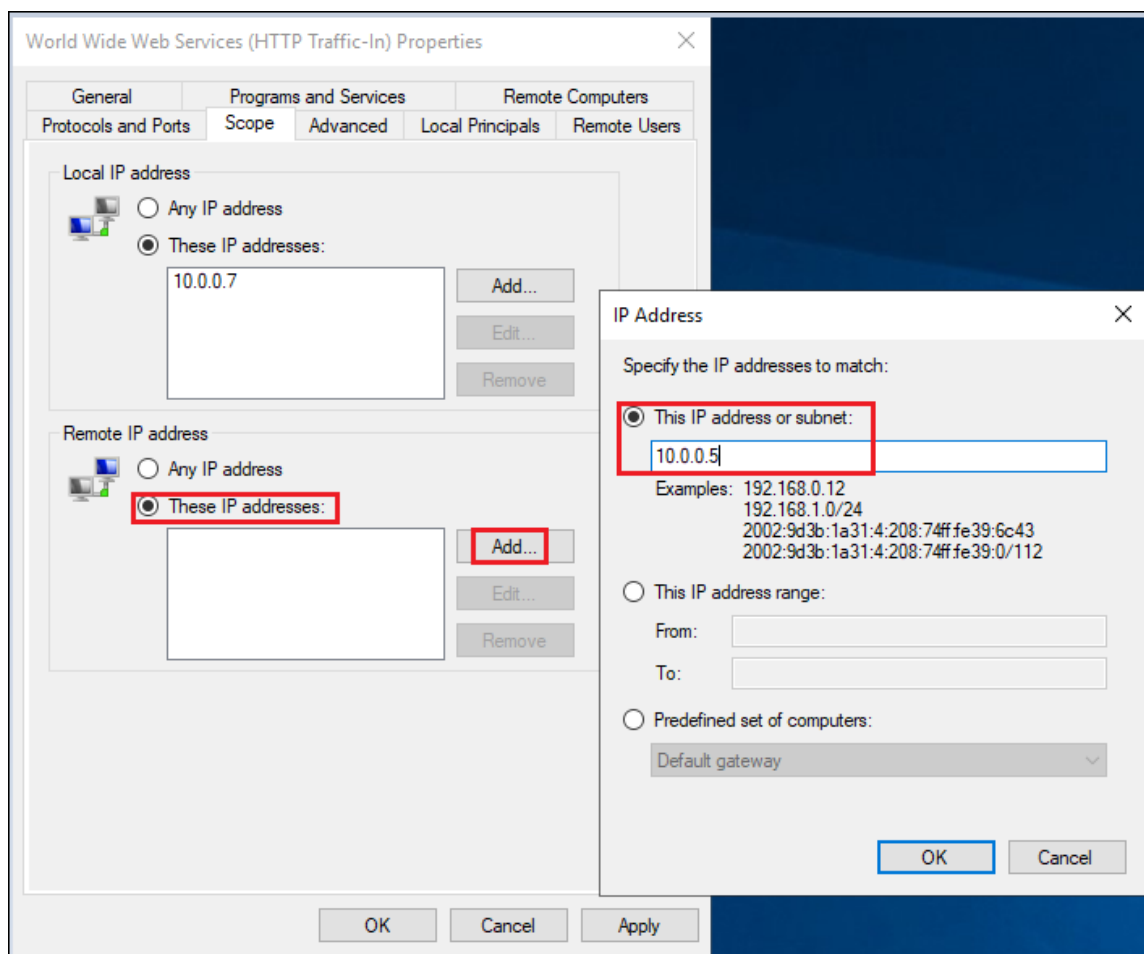 World Wide Web Services (HTTP Traffic-In) Properties
General Programs and Services Remote Computers
Protocols and Ports Scope Advanced Local Principals Remote Users
Local IP address
Any IP address
These IP addresses:
10.0.0.7
Add...
Edit...
Remove
Remote IP address
Any IP address
These IP addresses:
Add...
Edit...
Remove
OK Cancel Apply
IP Address
Specify the IP addresses to match:
This IP address or subnet:
10.0.0.5
Examples: 192.168.0.12
192.168.1.0/24
2002:9d3b:1a31:4:208:74ff:fe39:6c43
2002:9d3b:1a31:4:208:74ff:fe39:0/112
This IP address range:
From:
To:
Predefined set of computers:
Default gateway
OK Cancel